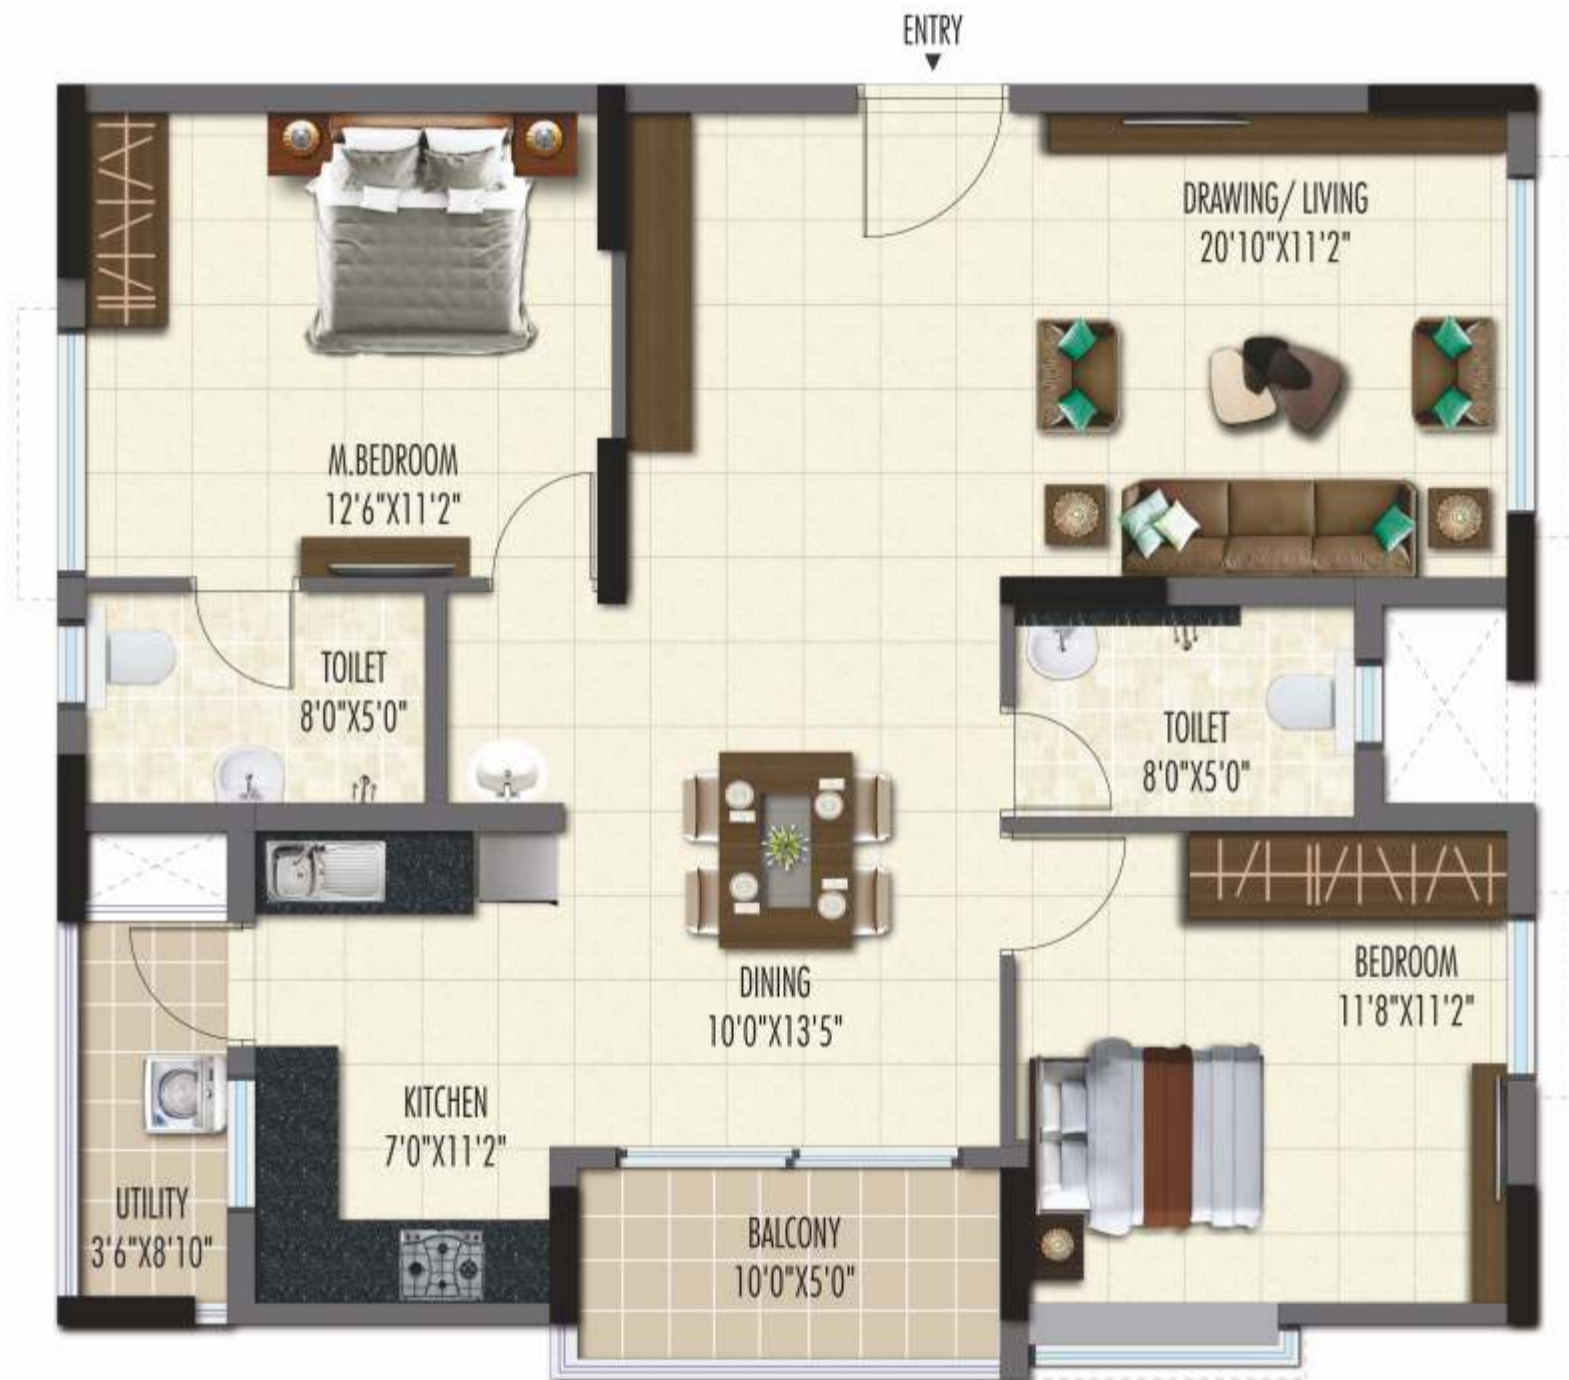 ENTRY
DRAWING/ LIVING
20'10"X11'2"
M.BEDROOM
12'6"X11'2"
TOILET
8'0"X5'0"
TOILET
8'0"X5'0"
DINING
10'0"X13'5"
BEDROOM
11'8"X11'2"
KITCHEN
7'0"X11'2"
UTILITY
3'6"X8'10"
BALCONY
10'0"X5'0"